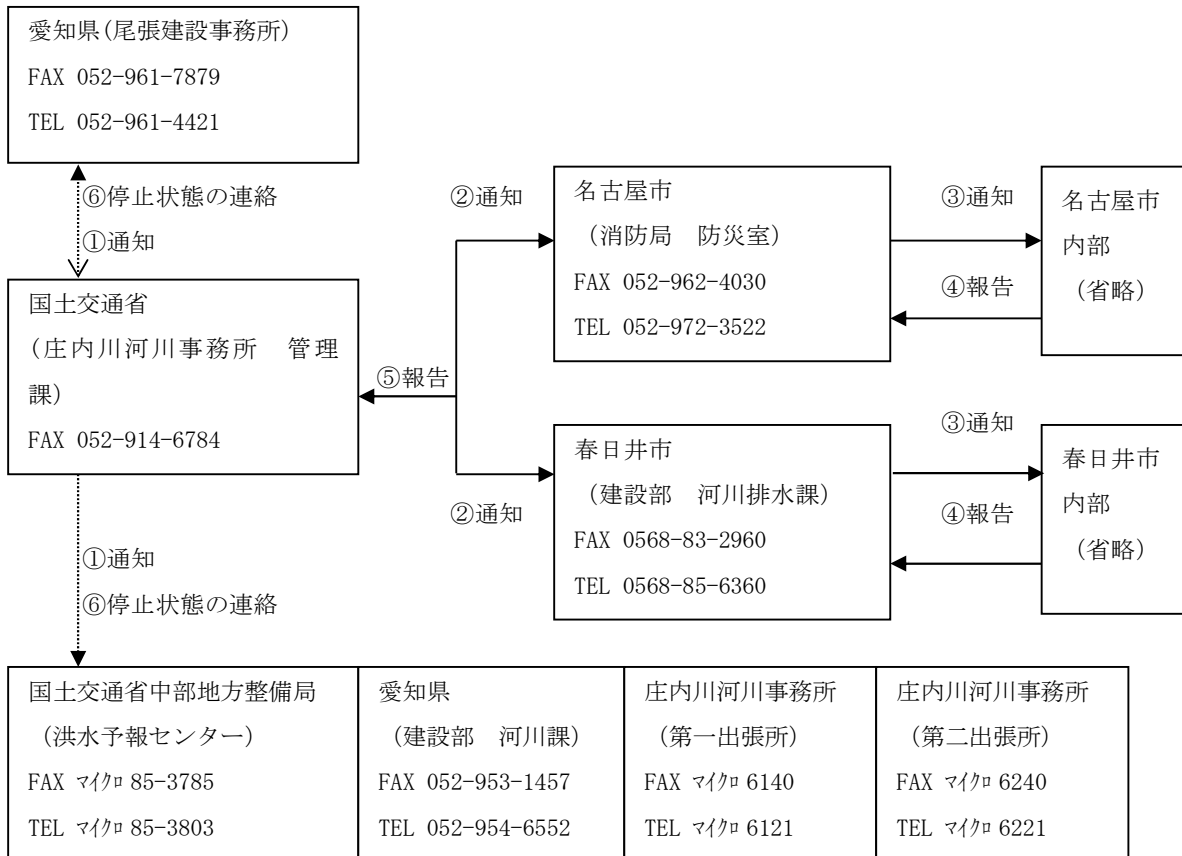 愛知県(尾張建設事務所)
FAX 052-961-7879
TEL 052-961-4421
⑥停止状態の連絡
①通知
国土交通省
(庄内川河川事務所 管理
課)
FAX 052-914-6784
②通知
⑤報告
②通知
名古屋市
(消防局 防災室)
FAX 052-962-4030
TEL 052-972-3522
③通知
④報告
名古屋市
内部
(省略)
春日井市
(建設部 河川排水課)
FAX 0568-83-2960
TEL 0568-85-6360
③通知
④報告
春日井市
内部
(省略)
①通知
⑥停止状態の連絡
国土交通省中部地方整備局
(洪水予報センター)
FAX ﾏｲｸﾛ 85-3785
TEL ﾏｲｸﾛ 85-3803
愛知県
(建設部 河川課)
FAX 052-953-1457
TEL 052-954-6552
庄内川河川事務所
(第一出張所)
FAX ﾏｲｸﾛ 6140
TEL ﾏｲｸﾛ 6121
庄内川河川事務所
(第二出張所)
FAX ﾏｲｸﾛ 6240
TEL ﾏｲｸﾛ 6221